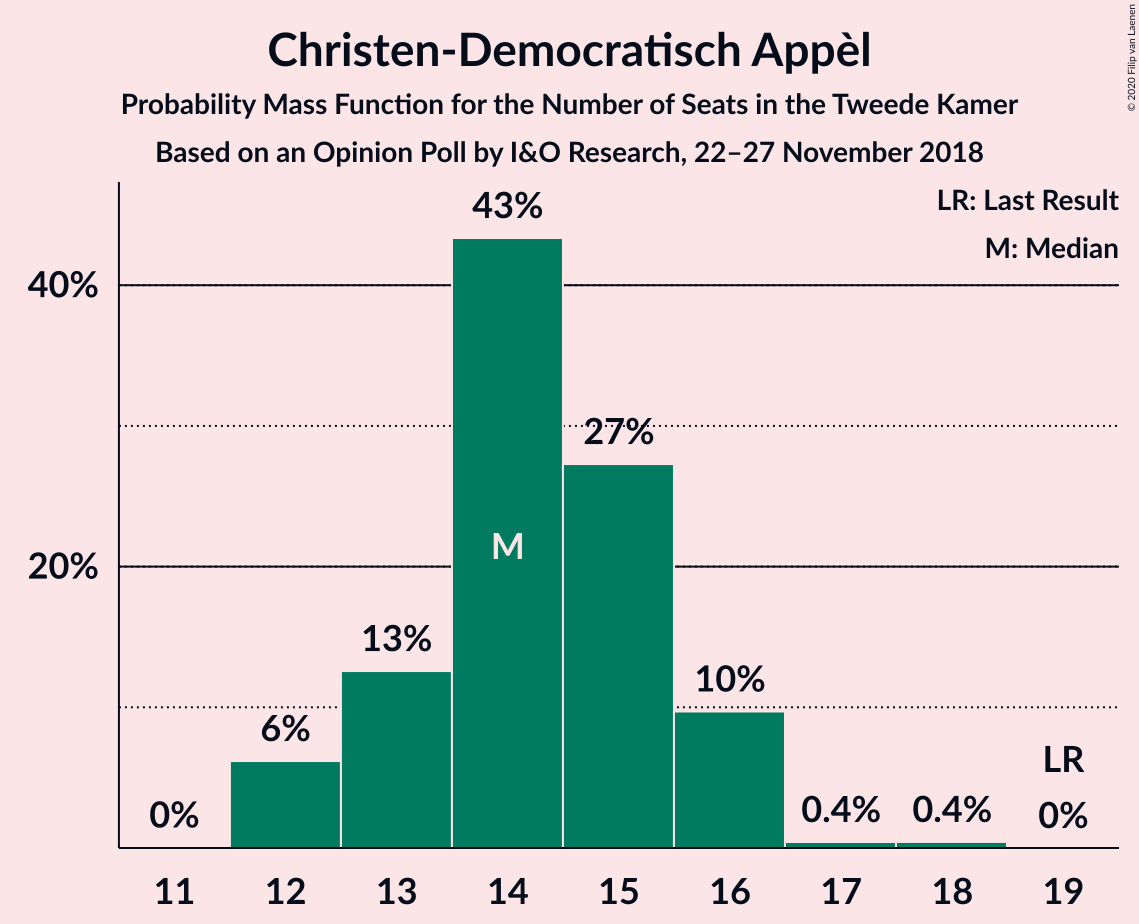 Christen-Democratisch Appèl
Probability Mass Function for the Number of Seats in the Tweede Kamer
Based on an Opinion Poll by I&O Research, 22–27 November 2018
© 2020 Filip van Laenen
LR: Last Result
M: Median
40%
20%
0%
6%
13%
43%
M
27%
10%
0.4%
0.4%
LR
0%
11 12 13 14 15 16 17 18 19